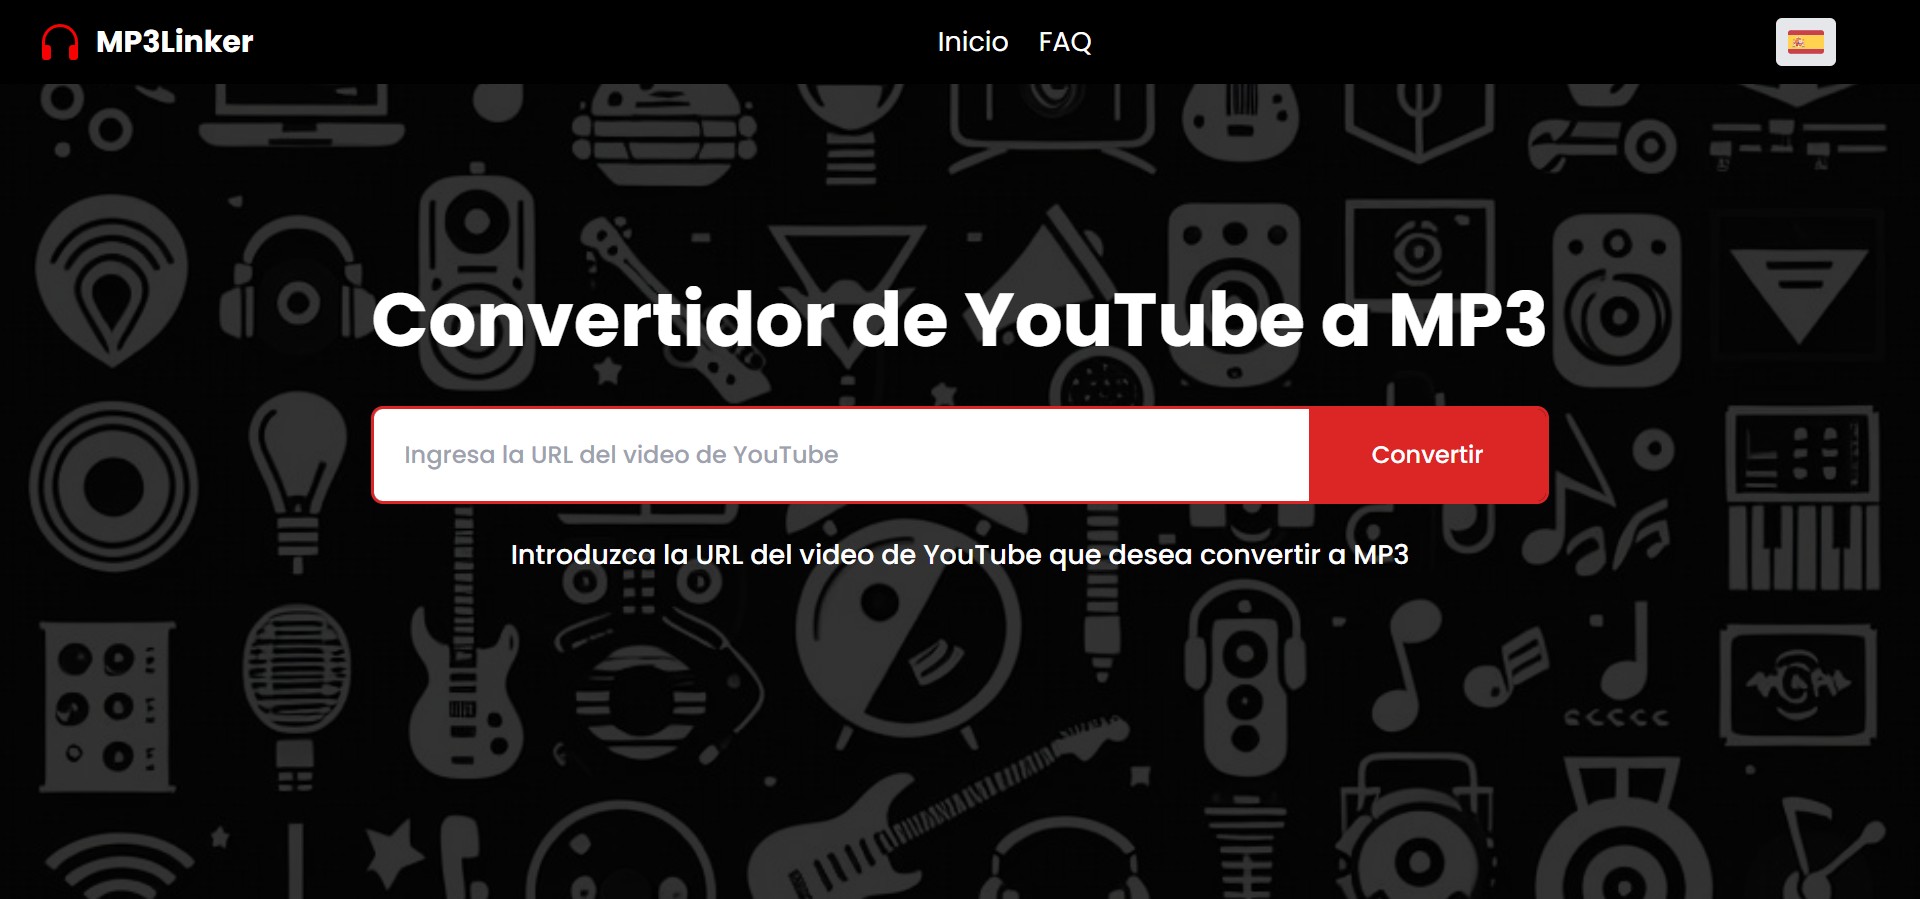 MP3Linker
Inicio
FAQ
Convertidor de YouTube a MP3
Ingresa la URL del video de YouTube
Convertir
Introduzca la URL del video de YouTube que desea convertir a MP3